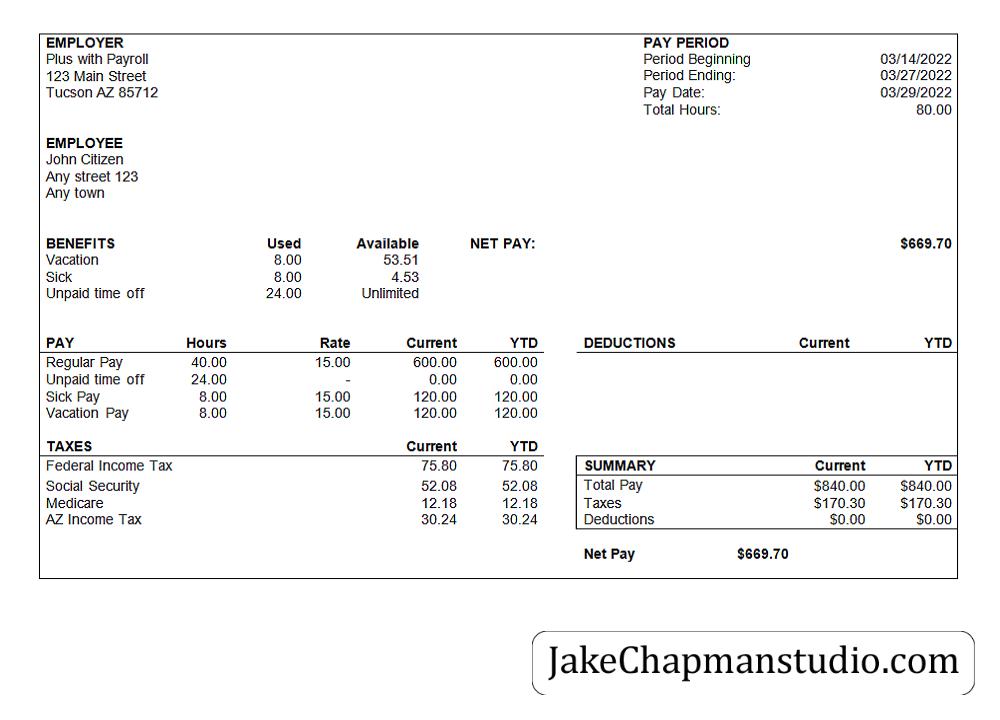 EMPLOYER PAY PERIOD
Plus with Payroll Period Beginning 03/14/2022
123 Main Street Period Ending: 03/27/2022
Tucson AZ 85712 Pay Date: 03/29/2022
Total Hours: 80.00
EMPLOYEE
John Citizen
Any street 123
Any town
BENEFITS Used Available NET PAY: $669.70
Vacation 8.00 53.51
Sick 8.00 4.53
Unpaid time off 24.00 Unlimited
PAY Hours Rate Current YTD DEDUCTIONS Current YTD
Regular Pay 40.00 15.00 600.00 600.00
Unpaid time off 24.00 - 0.00 0.00
Sick Pay 8.00 15.00 120.00 120.00
Vacation Pay 8.00 15.00 120.00 120.00
TAXES Current YTD
Federal Income Tax 75.80 75.80 SUMMARY Current YTD
Social Security 52.08 52.08 Total Pay $840.00 $840.00
Medicare 12.18 12.18 Taxes $170.30 $170.30
AZ Income Tax 30.24 30.24 Deductions $0.00 $0.00
Net Pay $669.70
JakeChapmanstudio.com